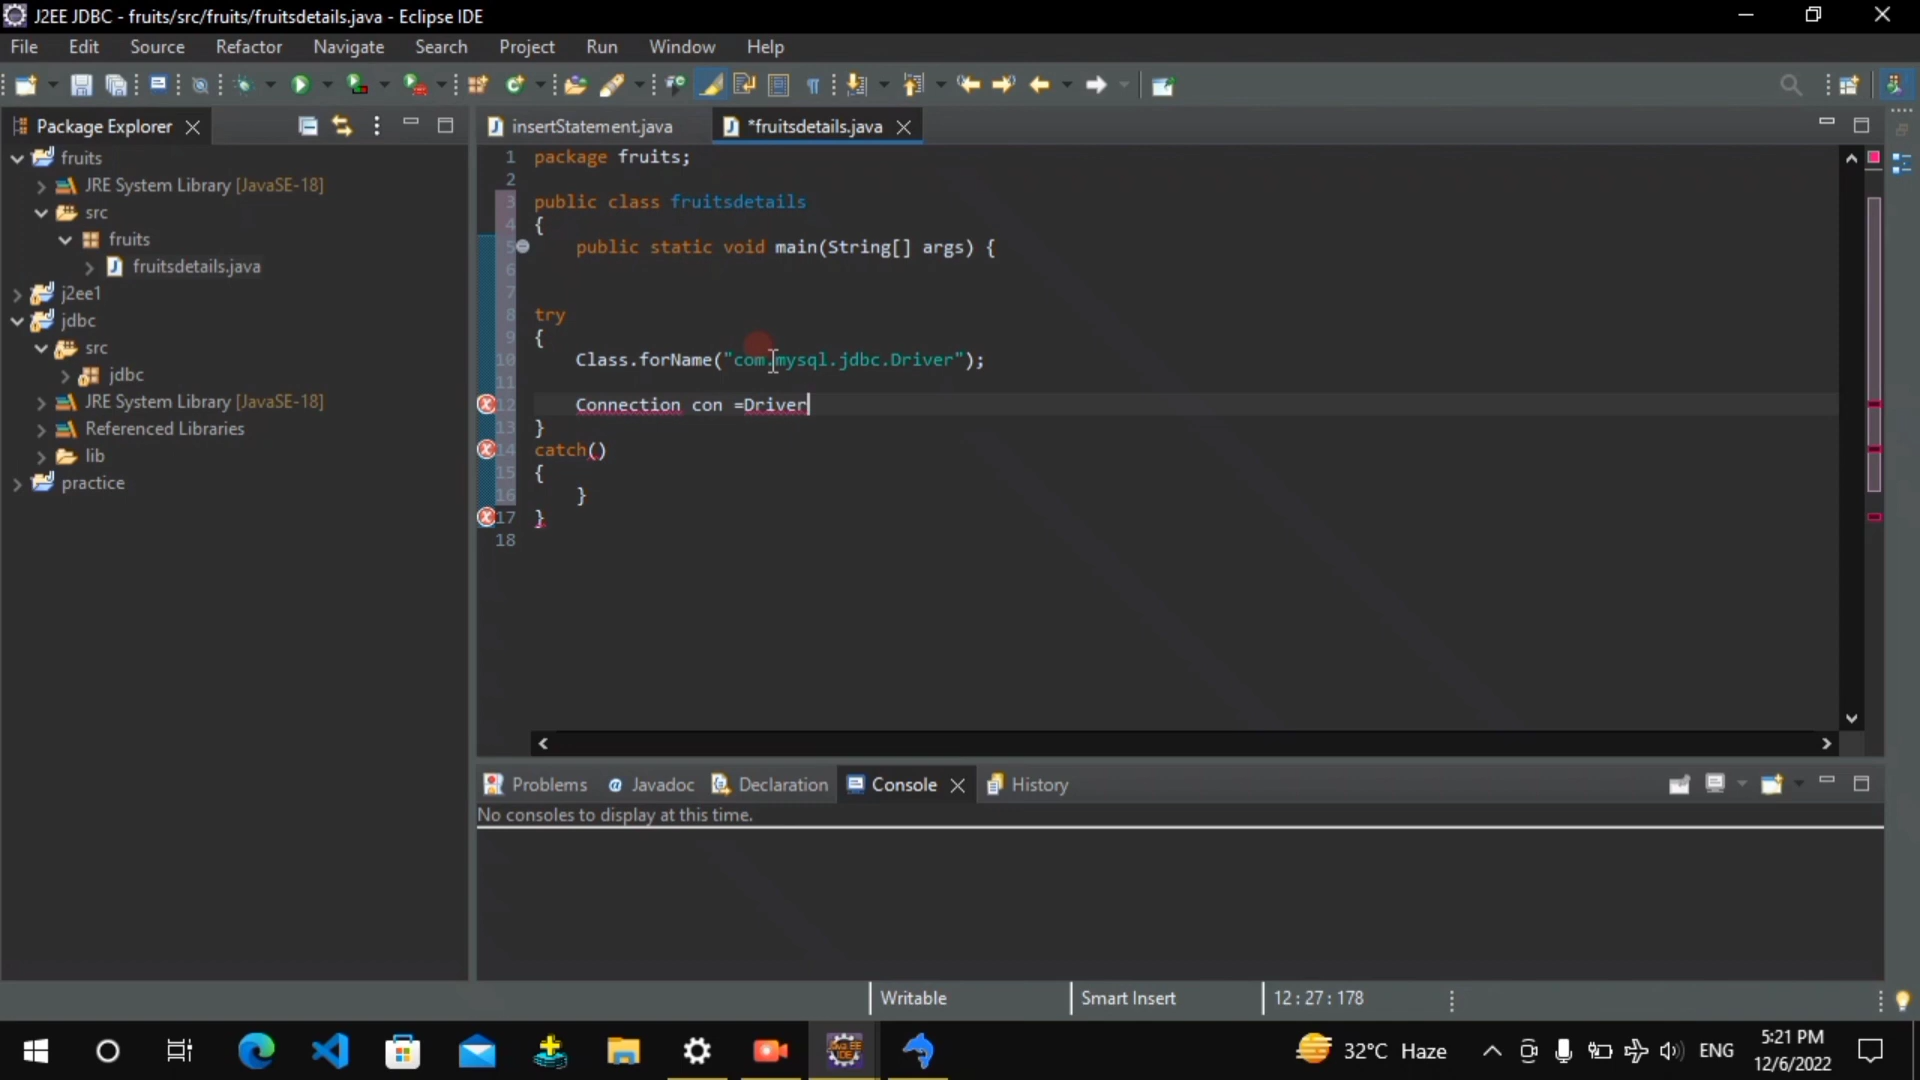 J2EE JDBC - fruits/src/fruits/fruitsdetails.java - Eclipse IDE
File Edit Source Refactor Navigate Search Project Run Window Help
Package Explorer
insertStatement.java *fruitsdetails.java
fruits
JRE System Library [JavaSE-18]
src
fruits
fruitsdetails.java
j2ee1
jdbc
src
jdbc
JRE System Library [JavaSE-18]
Referenced Libraries
lib
practice
1 package fruits;
2
3 public class fruitsdetails
4 {
5 public static void main(String[] args) {
6
7
8 try
9 {
10 Class.forName("com.mysql.jdbc.Driver");
11
12 Connection con =Driver
13 }
14 catch()
15 {
16 }
17 }
18
Problems Javadoc Declaration Console History
No consoles to display at this time.
Writable Smart Insert 12 : 27 : 178
32°C Haze ENG 5:21 PM
12/6/2022